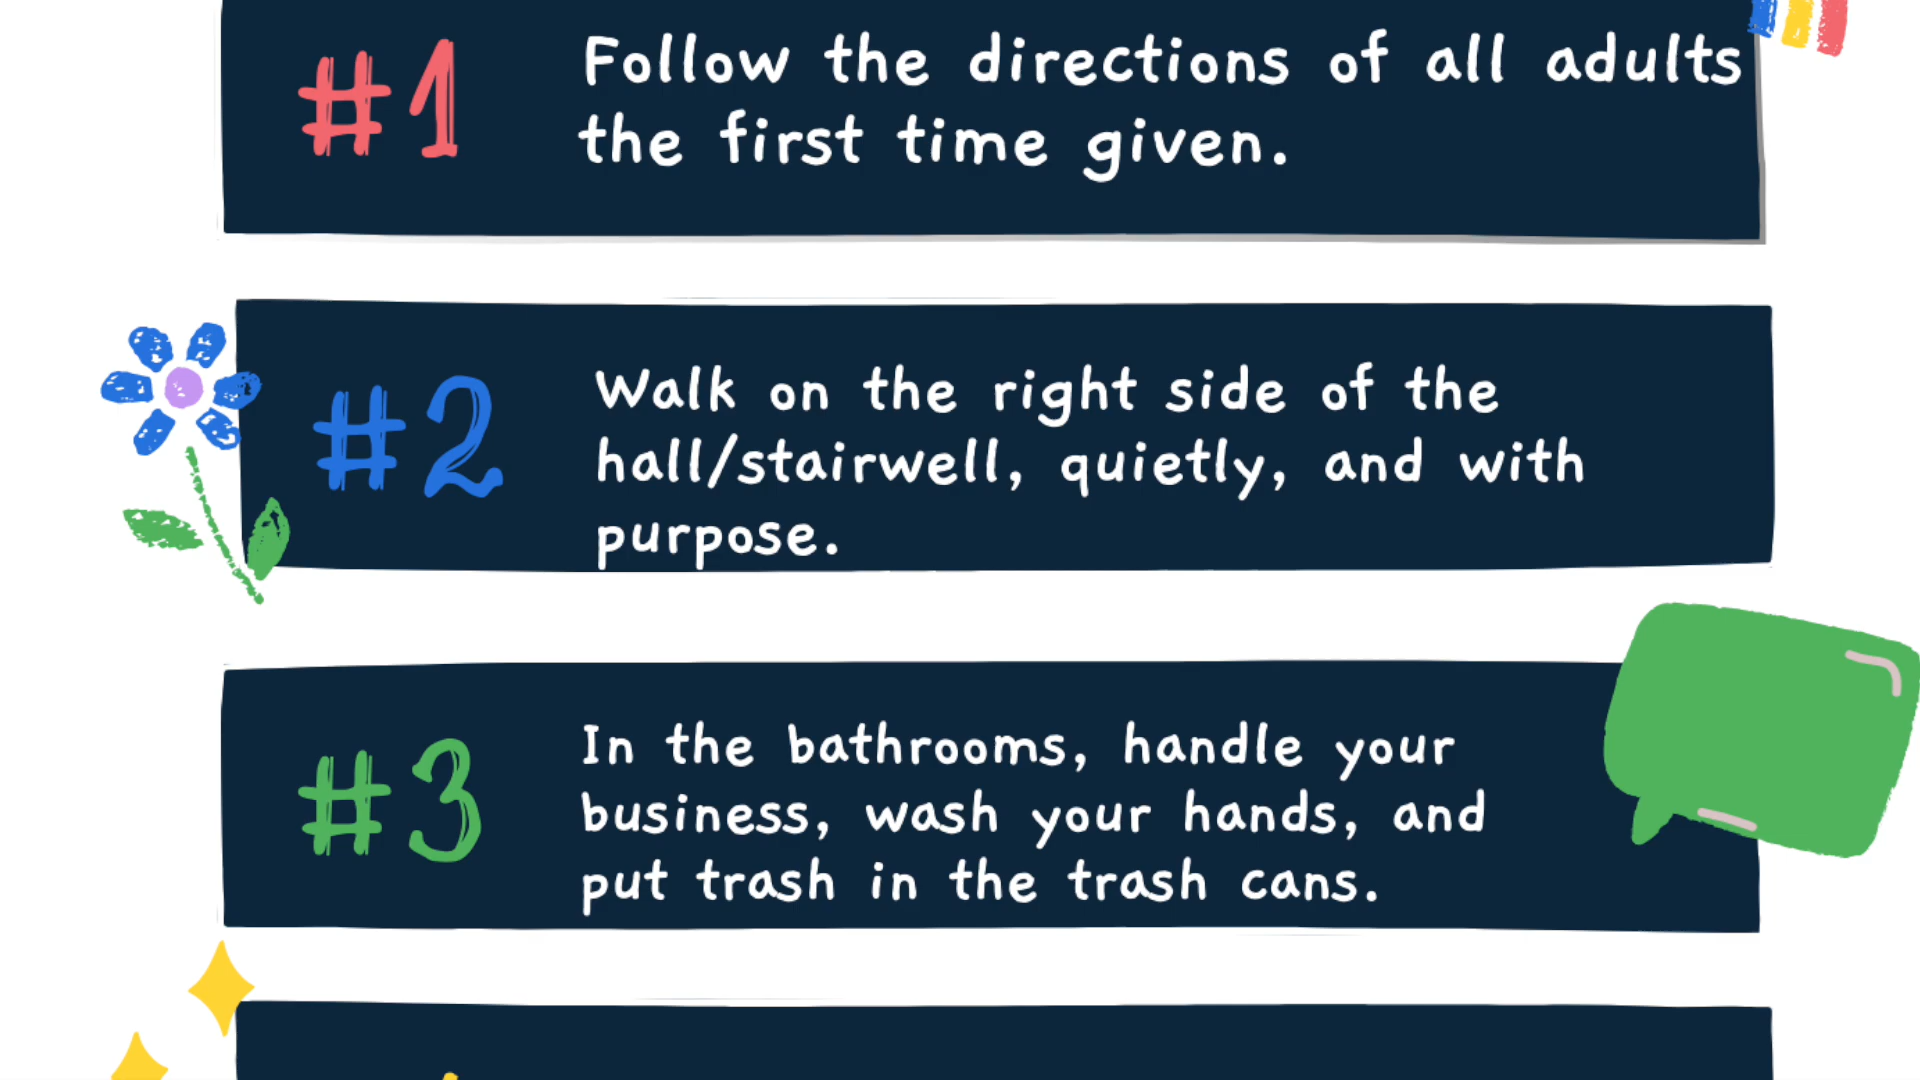 #1
Follow the directions of all adults
the first time given.
#2
Walk on the right side of the
hall/stairwell, quietly, and with
purpose.
#3
In the bathrooms, handle your
business, wash your hands, and
put trash in the trash cans.